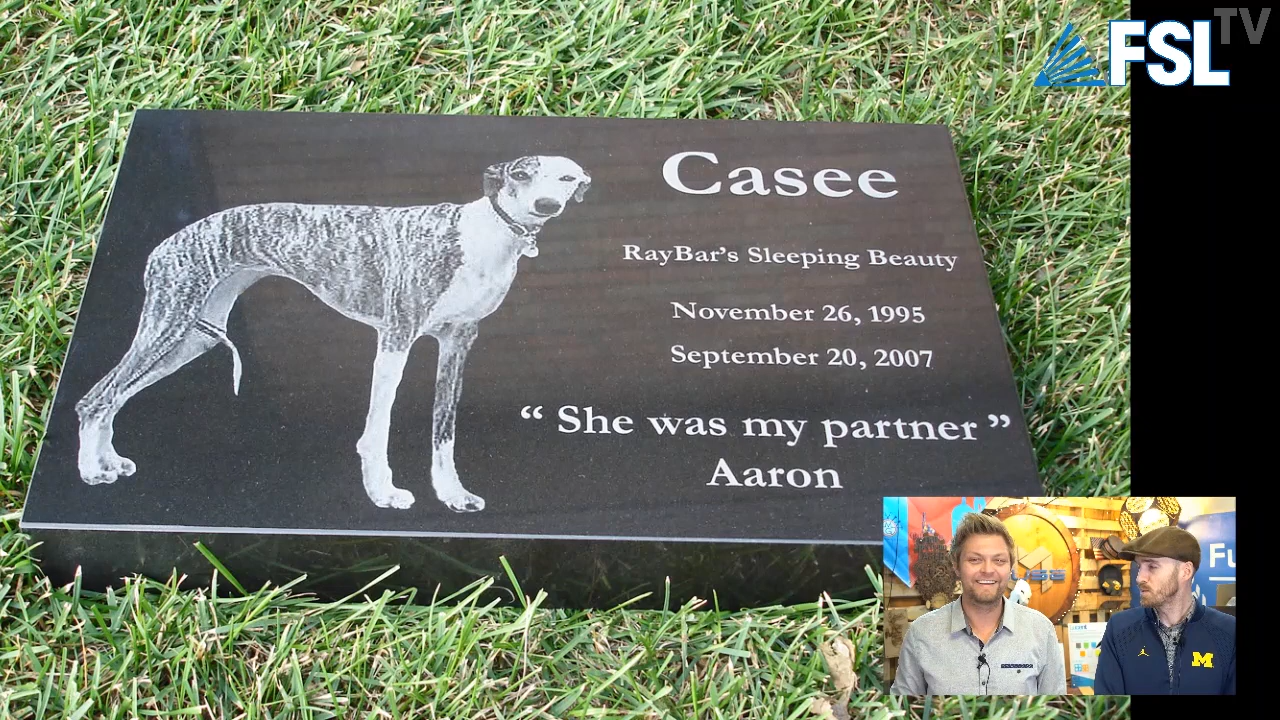 TV
FSL
Casee
RayBar's Sleeping Beauty
November 26, 1995
September 20, 2007
“ She was my partner ”
Aaron
M